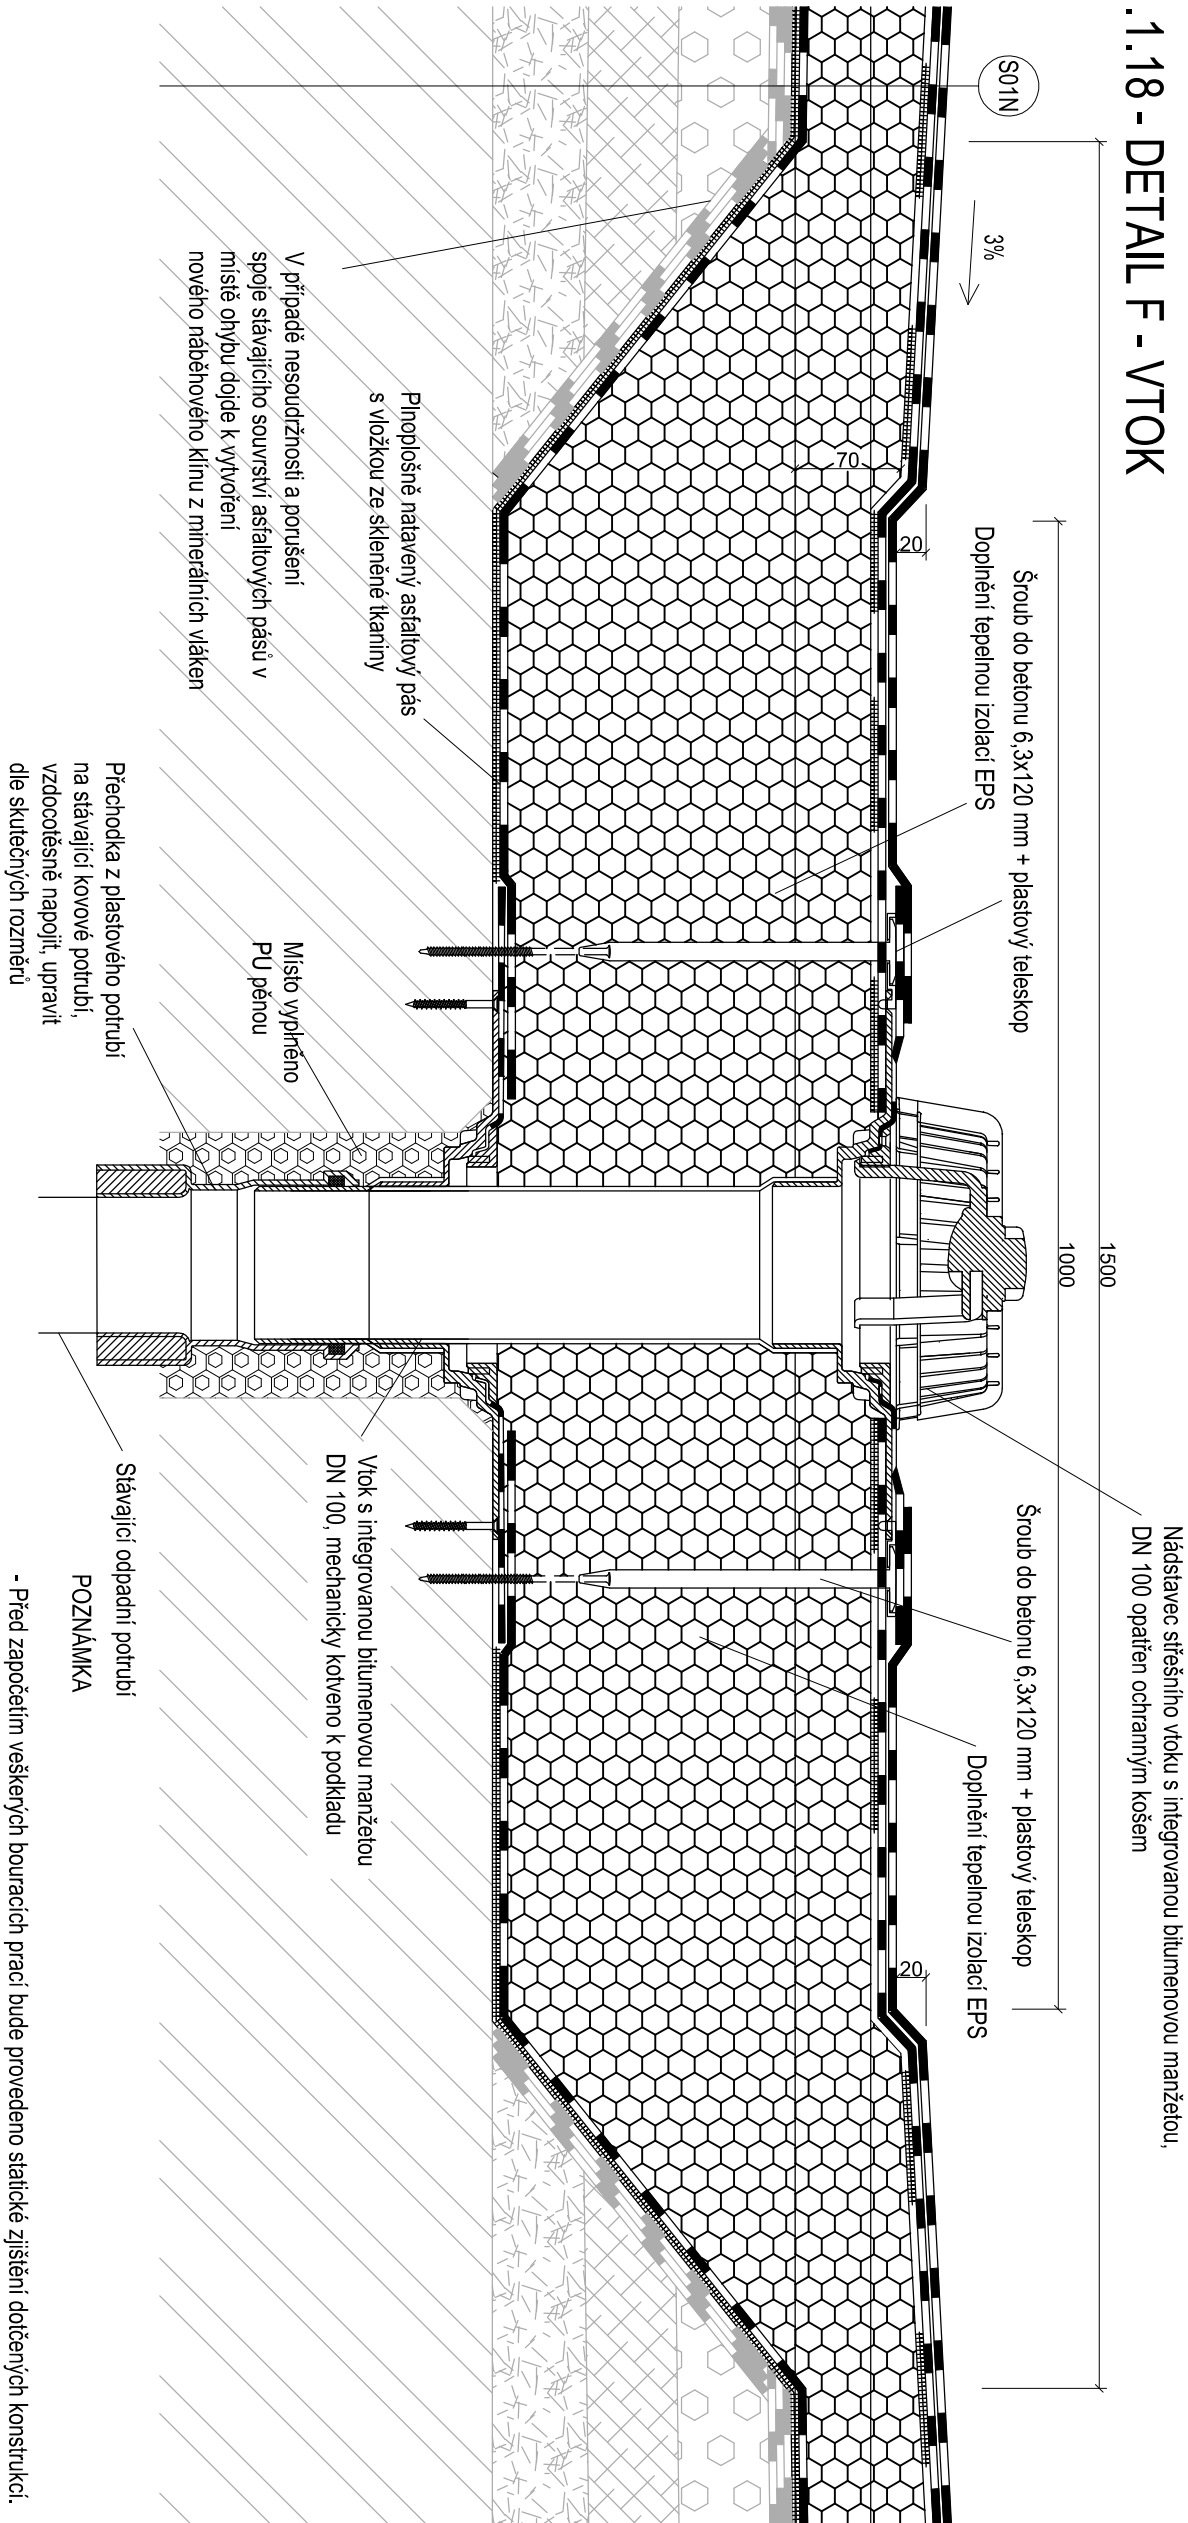 .1.18 - DETAIL F - VTOK
S01N
3%
1500
1000
70
20
20
Nádstavec střešního vtoku s integrovanou bitumenovou manžetou,
DN 100 opatřen ochranným košem
Šroub do betonu 6,3x120 mm + plastový teleskop
Doplnění tepelnou izolací EPS
Šroub do betonu 6,3x120 mm + plastový teleskop
Doplnění tepelnou izolací EPS
Plnoplošně natavený asfaltový pás
s vložkou ze skleněné tkaniny
V případě nesoudržnosti a porušení
spoje stávajícího souvrství asfaltových pásů v
místě ohybu dojde k vytvoření
nového náběhového klínu z minerálních vláken
Místo vyplněno
PU pěnou
Vtok s integrovanou bitumenovou manžetou
DN 100, mechanicky kotveno k podkladu
Přechodka z plastového potrubí
na stávající kovové potrubí,
vzdocotěsně napojit, upravit
dle skutečných rozměrů
Stávající odpadní potrubí
POZNÁMKA
- Před započetím veškerých bouracích prací bude provedeno statické zjištění dotčených konstrukcí.